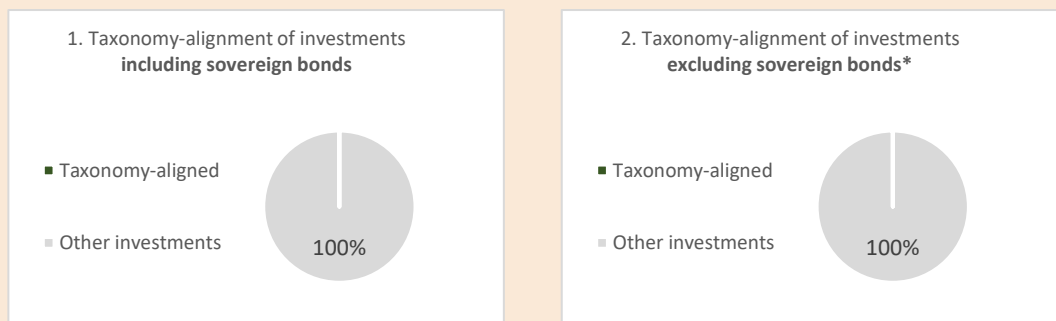 1. Taxonomy-alignment of investments
including sovereign bonds
Taxonomy-aligned
Other investments
100%
2. Taxonomy-alignment of investments
excluding sovereign bonds*
Taxonomy-aligned
Other investments
100%